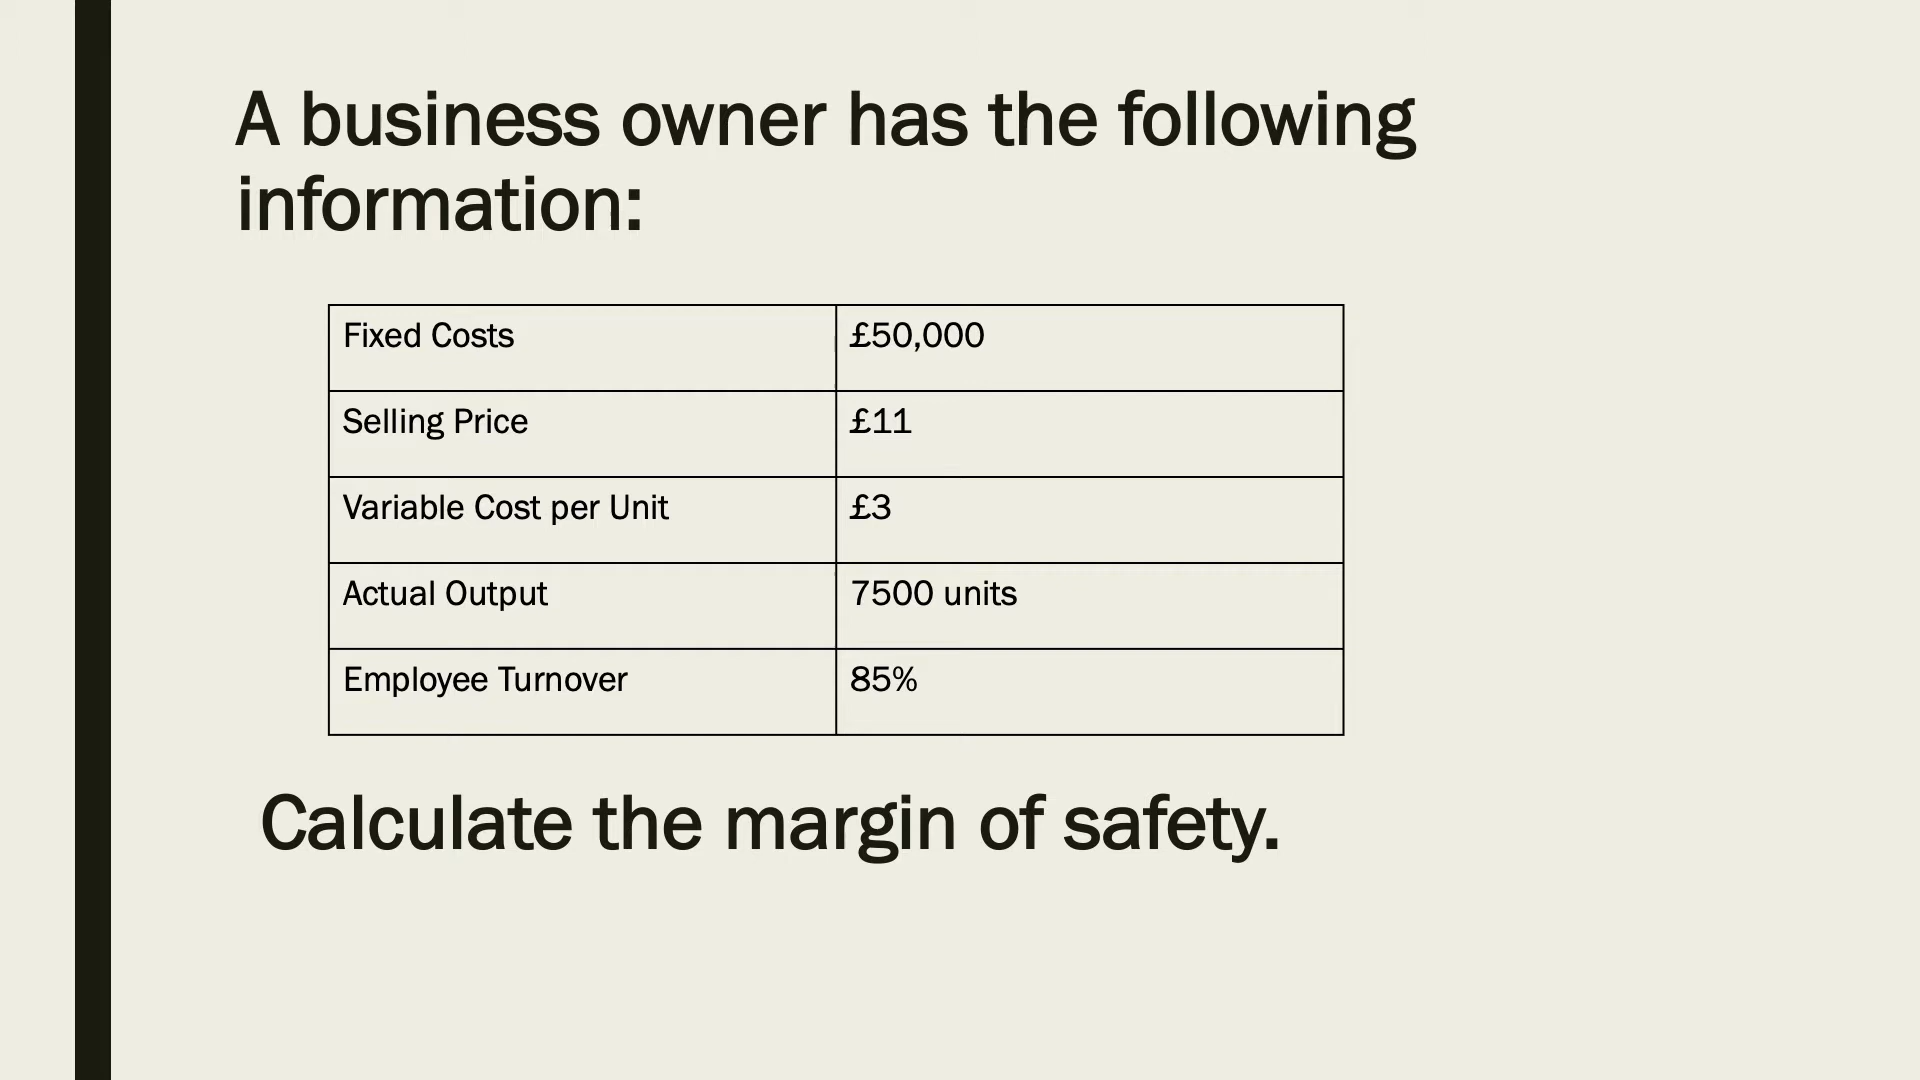 A business owner has the following
information:
Fixed Costs £50,000
Selling Price £11
Variable Cost per Unit £3
Actual Output 7500 units
Employee Turnover 85%
Calculate the margin of safety.